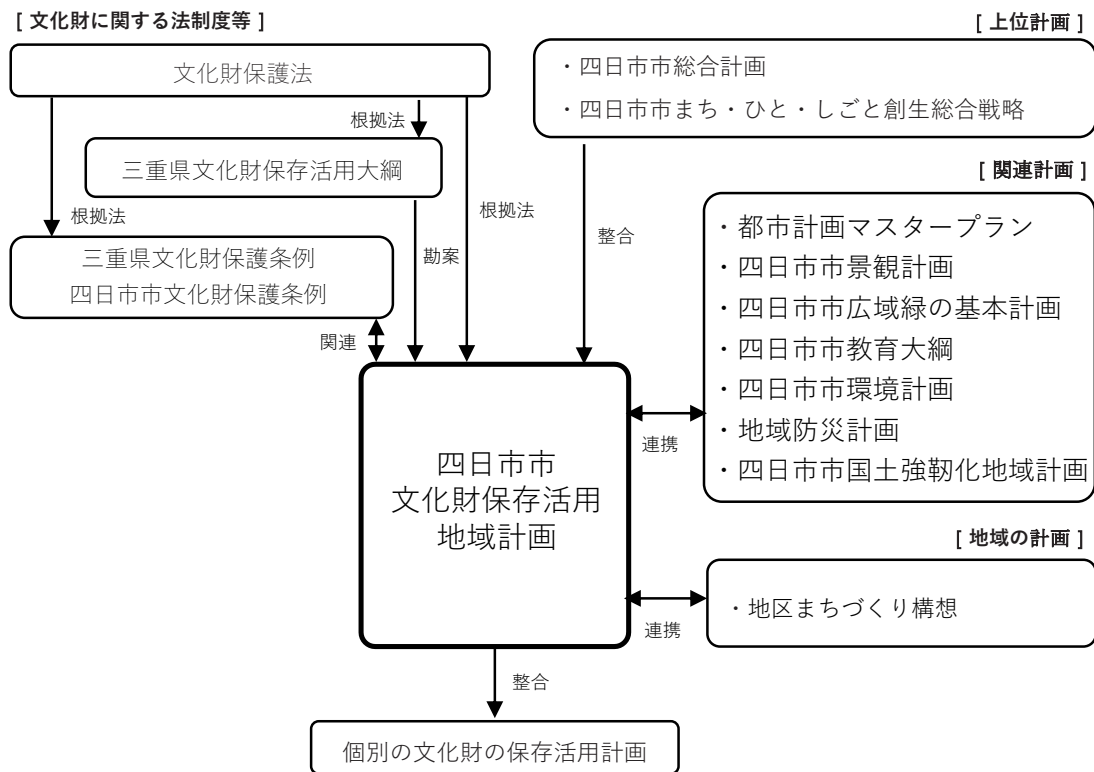 [ 文化財に関する法制度等 ]
文化財保護法
根拠法
三重県文化財保存活用大綱
根拠法
根拠法
三重県文化財保護条例
四日市市文化財保護条例
勘案
関連
[ 上位計画 ]
・四日市市総合計画
・四日市市まち・ひと・しごと創生総合戦略
整合
[ 関連計画 ]
・都市計画マスタープラン
・四日市市景観計画
・四日市市広域緑の基本計画
・四日市市教育大綱
・四日市市環境計画
・地域防災計画
・四日市市国土強靭化地域計画
連携
四日市市
文化財保存活用
地域計画
[ 地域の計画 ]
・地区まちづくり構想
連携
整合
個別の文化財の保存活用計画